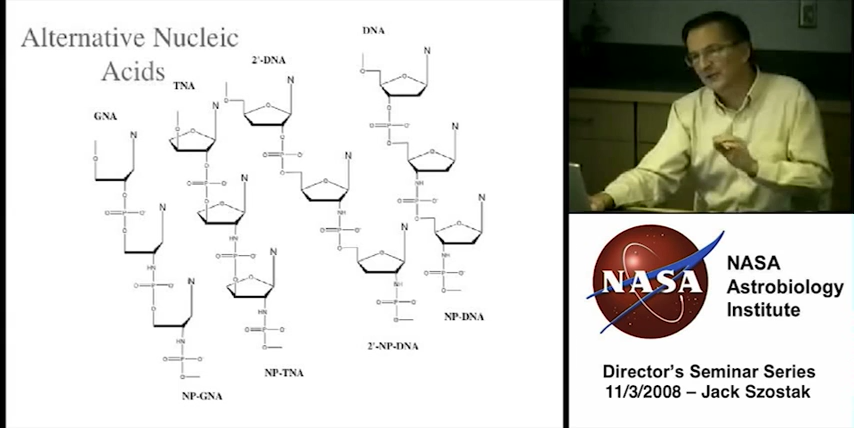 Alternative Nucleic
Acids
GNA
TNA
2'-DNA
DNA
NP-GNA
NP-TNA
2'-NP-DNA
NP-DNA
NASA
NASA
Astrobiology
Institute
Director's Seminar Series
11/3/2008 – Jack Szostak